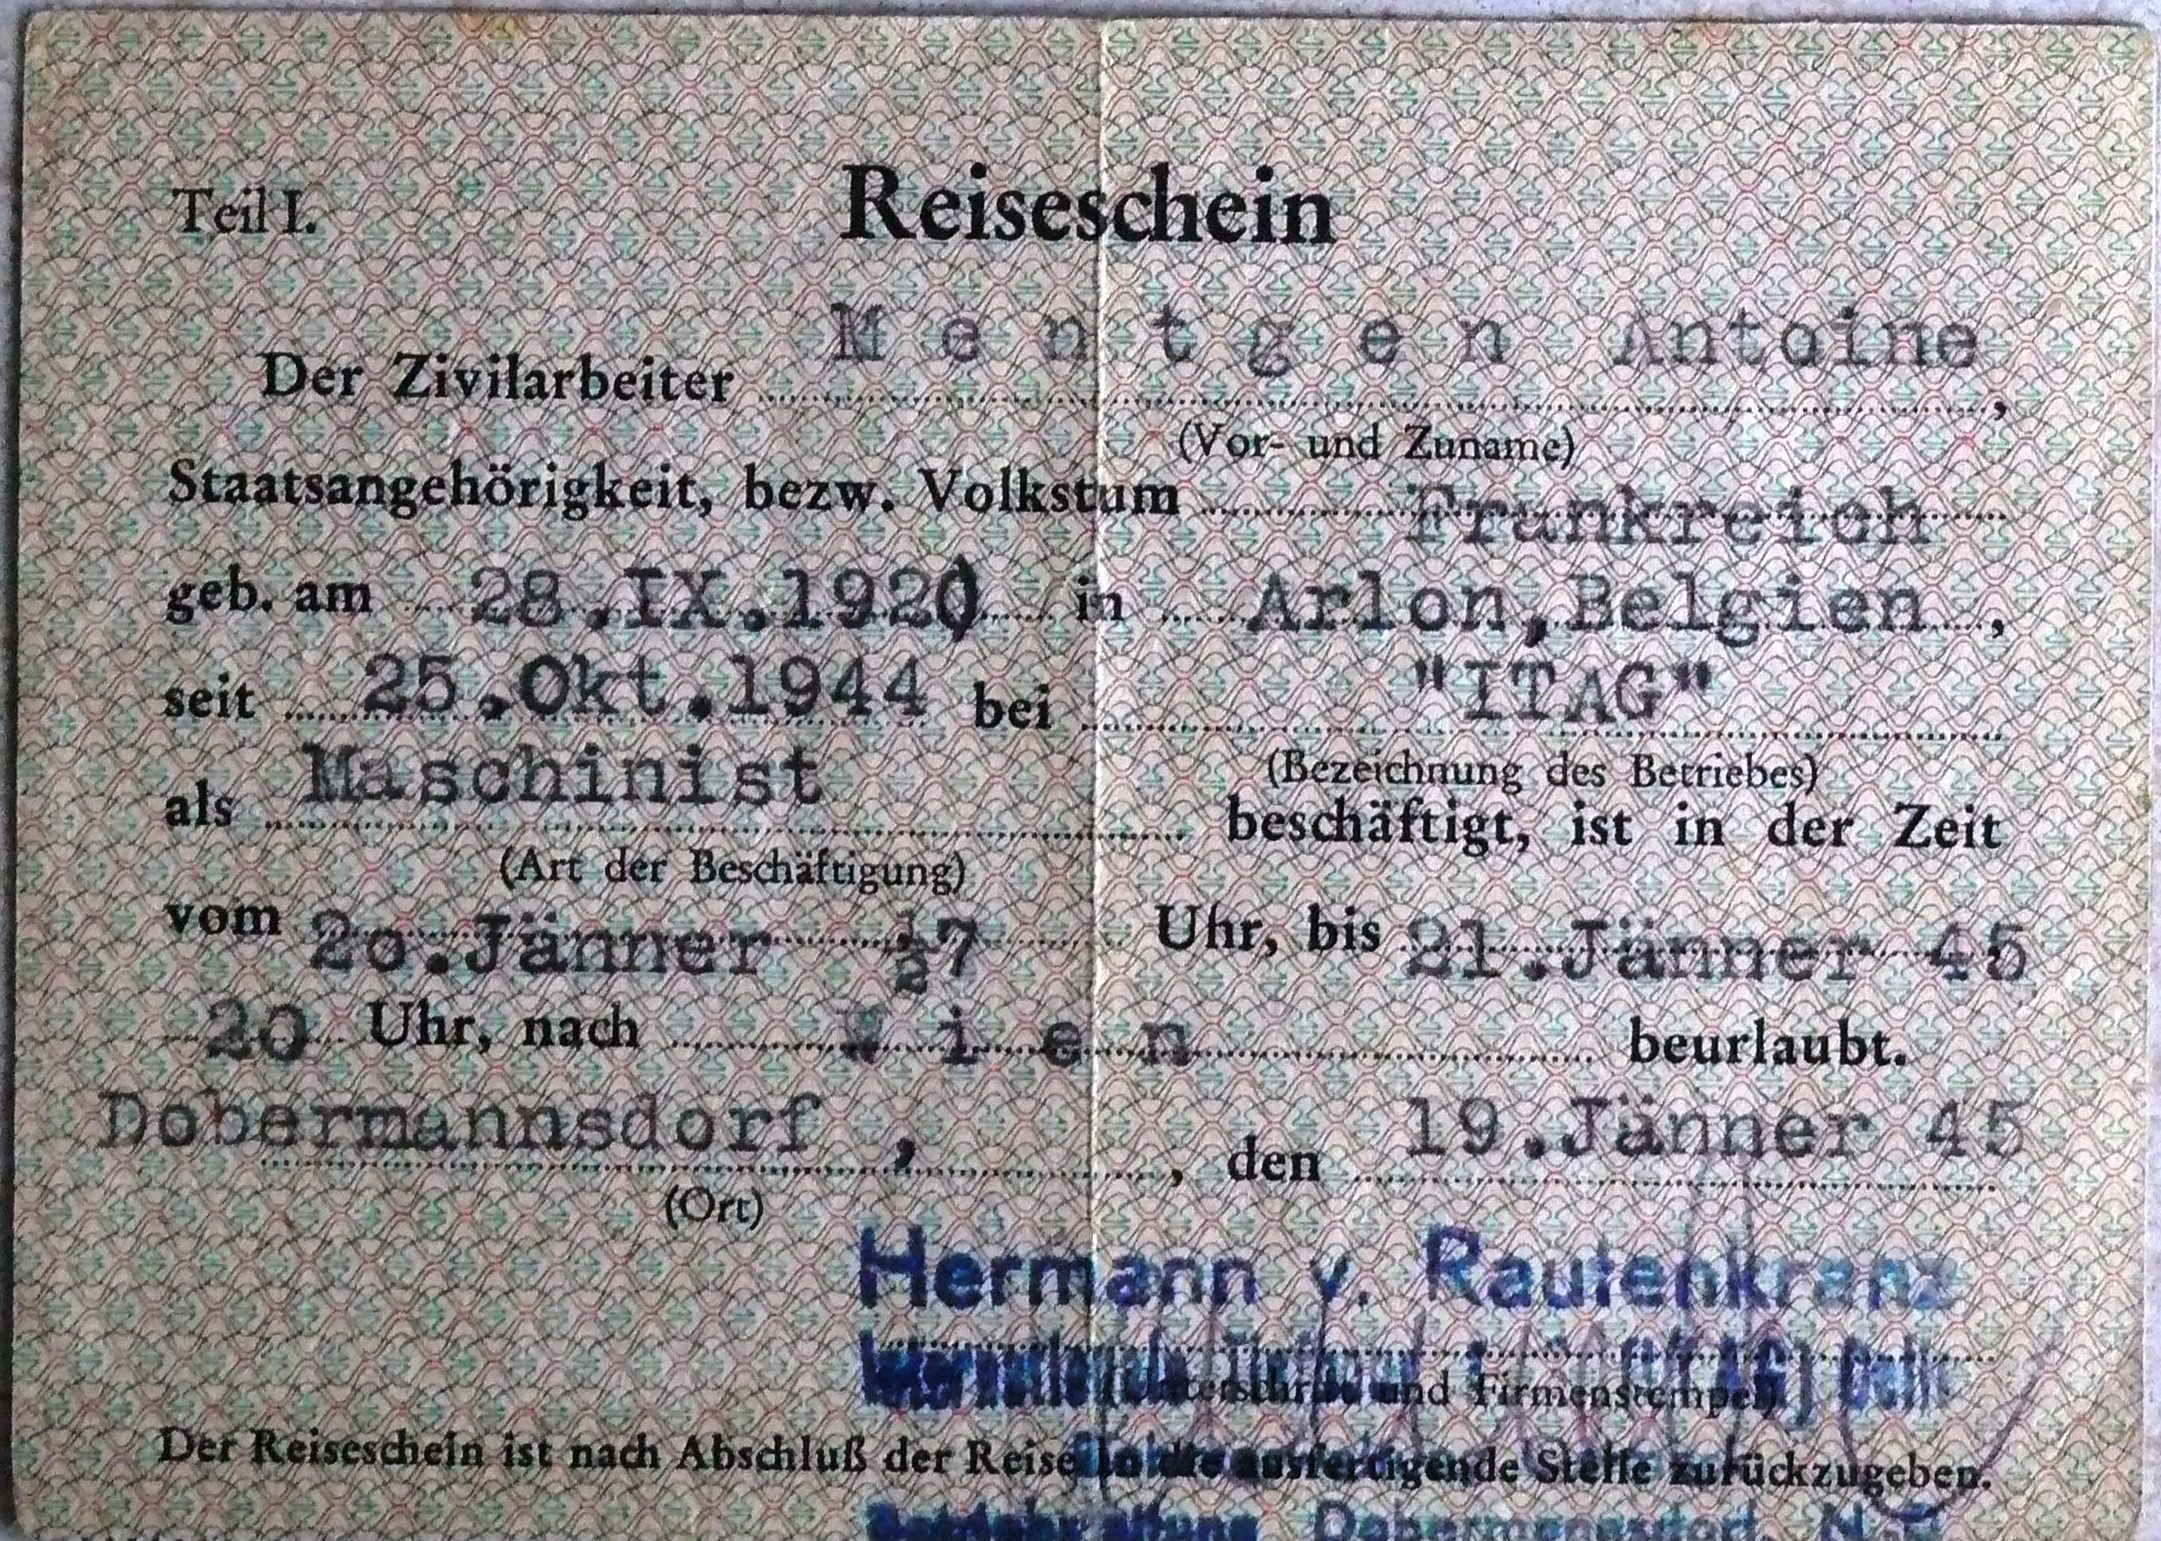 Teil I.
Reiseschein
Der Zivilarbeiter M e n t g e n Antoine,
(Vor- und Zuname)
Staatsangehörigkeit, bezw. Volkstum Frankreich
geb. am 28.IX.1920 in Arlon,Belgien,
seit 25.Okt.1944 bei "ITAG"
(Bezeichnung des Betriebes)
als Maschinist beschäftigt, ist in der Zeit
(Art der Beschäftigung)
vom 2o.Jänner ½7 Uhr, bis 21.Jänner 45
20 Uhr, nach W i e n beurlaubt.
Dobermannsdorf , , den 19.Jänner 45
(Ort)
Hermann v. Rautenkranz
Internationale (ITAG) Celle
(Unterschrift und Firmenstempel)
Der Reiseschein ist nach Abschluß der Reise an die ausfertigende Stelle zurückzugeben.
Dobermannsdorf,